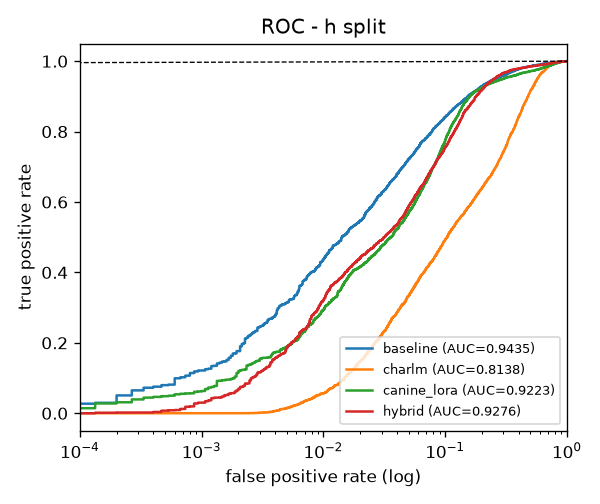 ROC - h split
true positive rate
1.0
0.8
0.6
0.4
0.2
0.0
baseline (AUC=0.9435)
charlm (AUC=0.8138)
canine_lora (AUC=0.9223)
hybrid (AUC=0.9276)
10⁻⁴ 10⁻³ 10⁻² 10⁻¹ 10⁰
false positive rate (log)